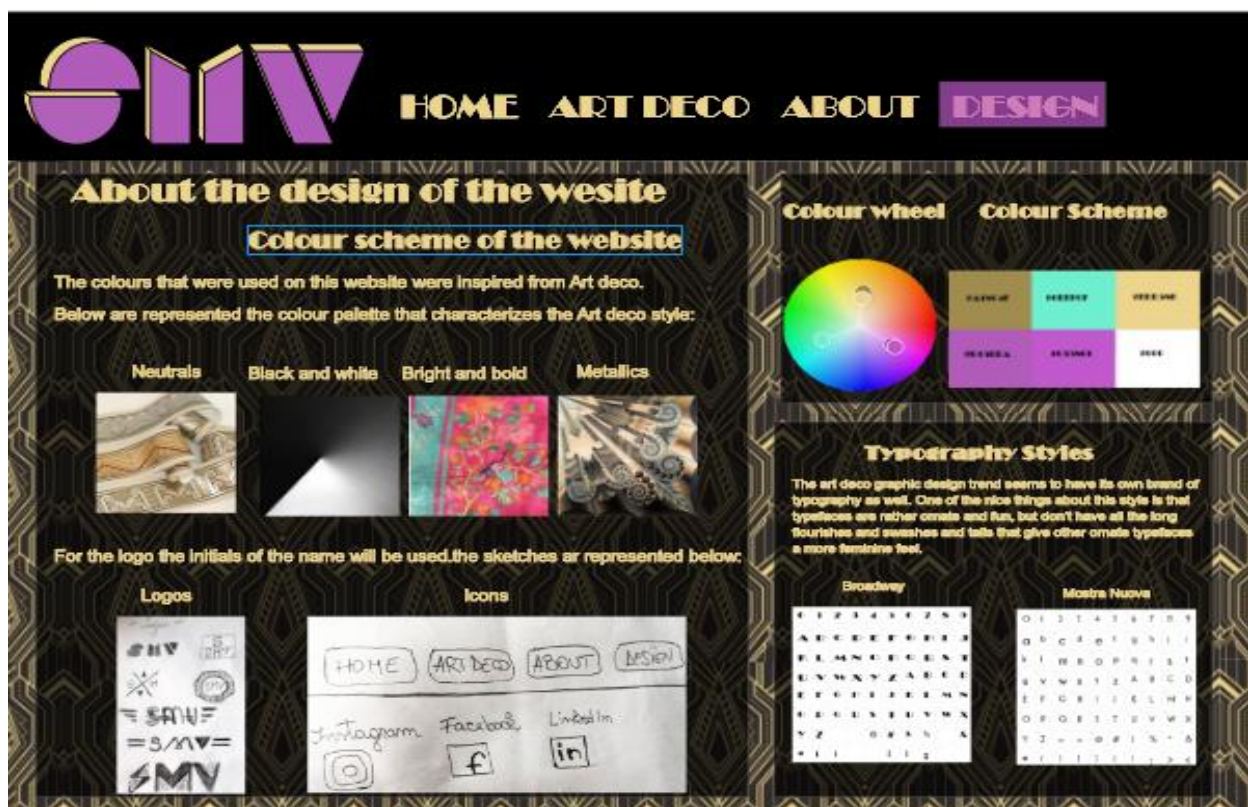 SMV
HOME ART DECO ABOUT DESIGN
About the design of the wesite
Colour scheme of the website
The colours that were used on this website were inspired from Art deco.
Below are represented the colour palette that characterizes the Art deco style:
Neutrals Black and white Bright and bold Metallics
For the logo the initials of the name will be used.the sketches ar represented below:
Logos Icons
SMV
SMV
SMV
SMV
HOME ART DECO ABOUT DESIGN
Instagram Facebook LinkedIn
f in
Colour wheel Colour Scheme
Typography Styles
The art deco graphic design trend seems to have its own brand of
typography as well. One of the nice things about this style is that
typefaces are rather ornate and fun, but don't have all the long
flourishes and swashes and tails that give other ornate typefaces
a more feminine feel.
Broadway Mostra Nuova